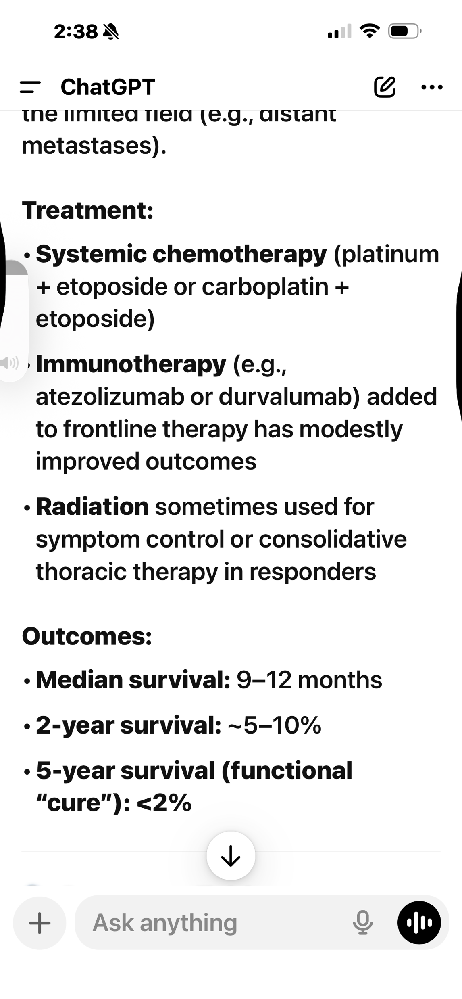 2:38
ChatGPT
the limited field (e.g., distant
metastases).
Treatment:
• Systemic chemotherapy (platinum
+ etoposide or carboplatin +
etoposide)
• Immunotherapy (e.g.,
atezolizumab or durvalumab) added
to frontline therapy has modestly
improved outcomes
• Radiation sometimes used for
symptom control or consolidative
thoracic therapy in responders
Outcomes:
• Median survival: 9–12 months
• 2-year survival: ~5–10%
• 5-year survival (functional
“cure”): <2%
Ask anything